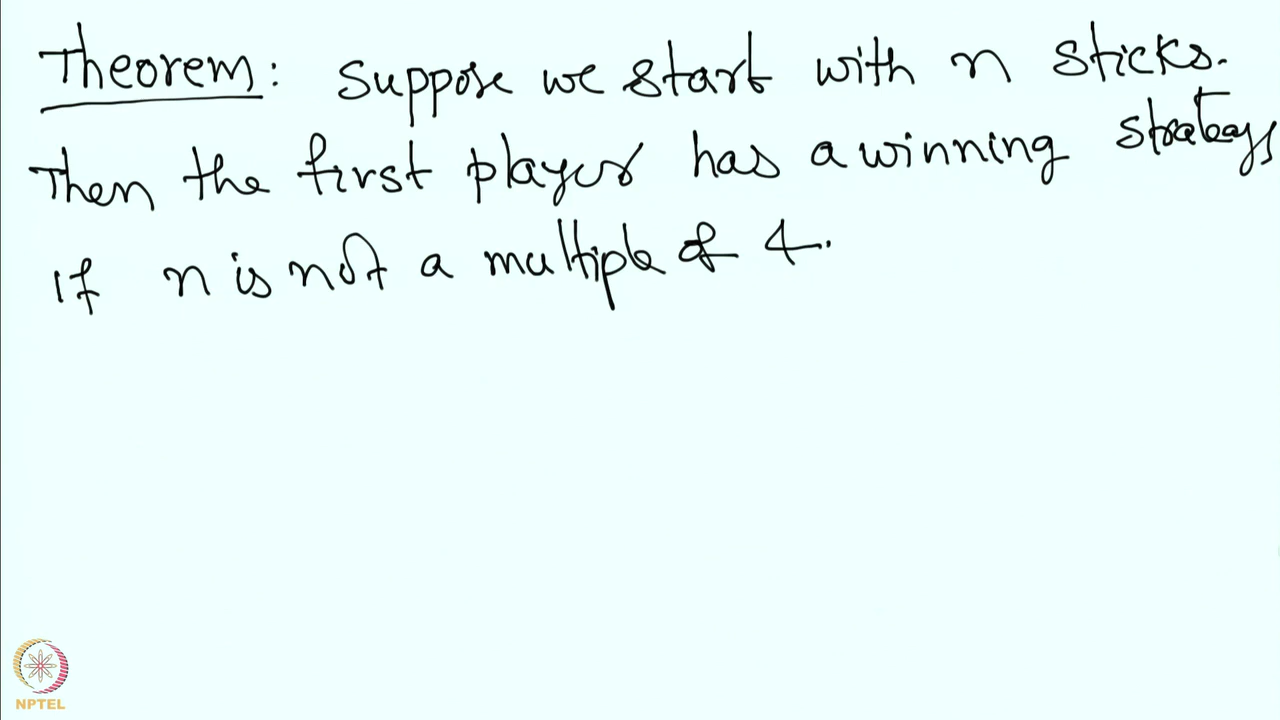 Theorem: Suppose we start with n sticks.
Then the first player has a winning strategy
if n is not a multiple of 4.
NPTEL